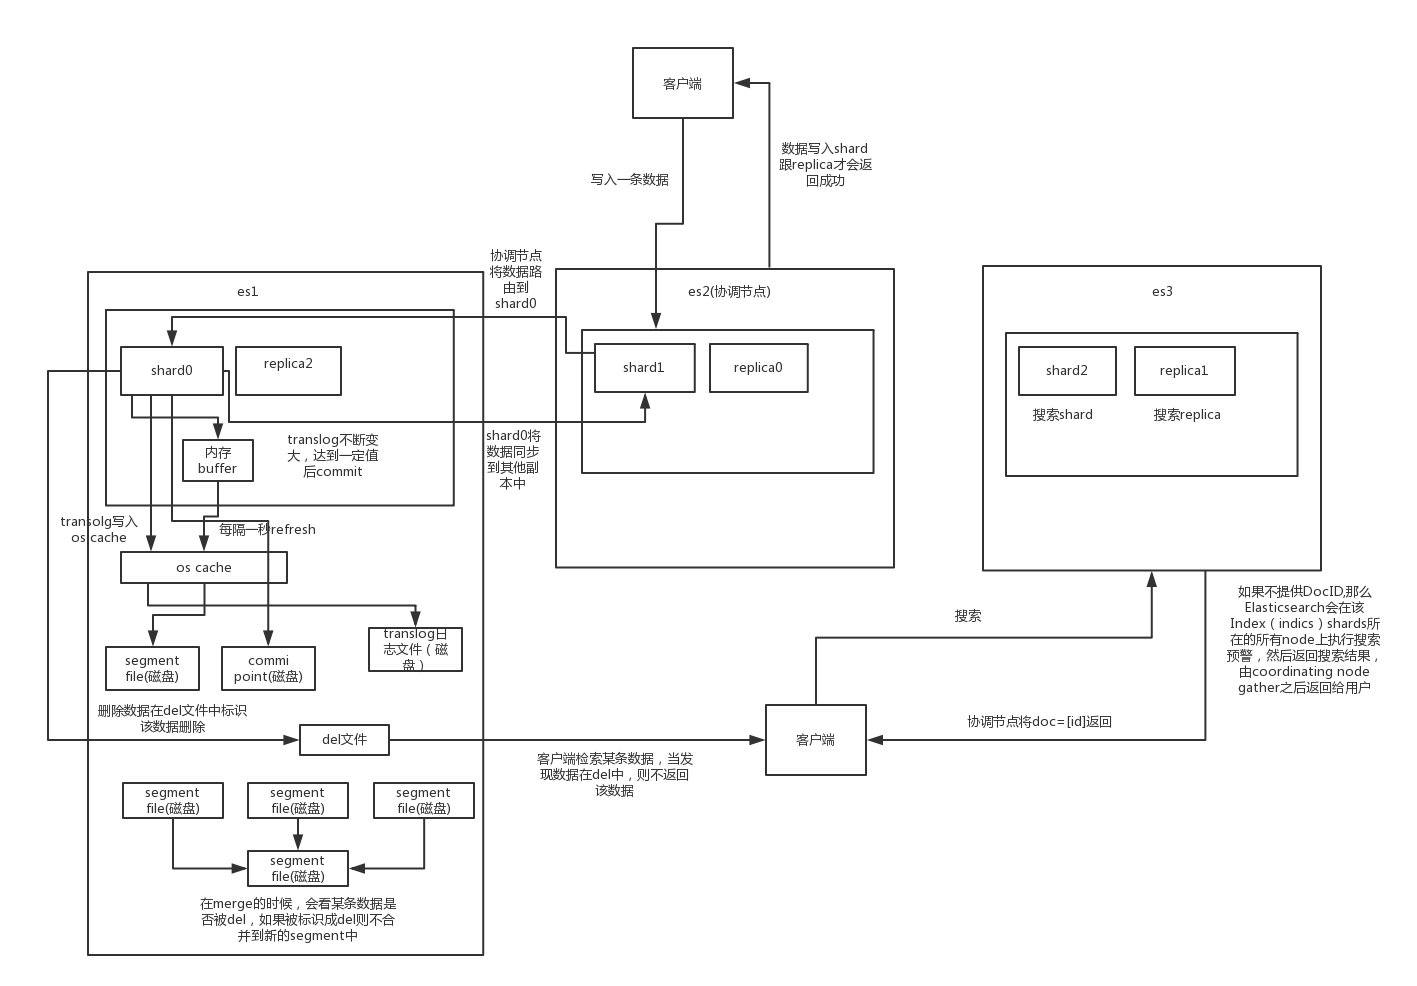 客户端
数据写入shard
跟replica才会返
回成功
写入一条数据
协调节点
将数据路
由到
shard0
es1
es2(协调节点)
es3
shard0
replica2
shard1
replica0
shard2
replica1
搜索shard
搜索replica
内存
buffer
translog不断变
大，达到一定值
后commit
shard0将
数据同步
到其他副
本中
transolg写入
os cache
每隔一秒refresh
os cache
segment
file(磁盘)
commi
point(磁盘)
translog日
志文件（磁
盘）
搜索
如果不提供DocID,那么
Elasticsearch会在该
Index（indics）shards所
在的所有node上执行搜索
预警，然后返回搜索结果，
由coordinating node
gather之后返回给用户
删除数据在del文件中标识
该数据删除
del文件
客户端
协调节点将doc=[id]返回
客户端检索某条数据，当发
现数据在del中，则不返回
该数据
segment
file(磁盘)
segment
file(磁盘)
segment
file(磁盘)
segment
file(磁盘)
在merge的时候，会看某条数据是
否被del，如果被标识成del则不合
并到新的segment中